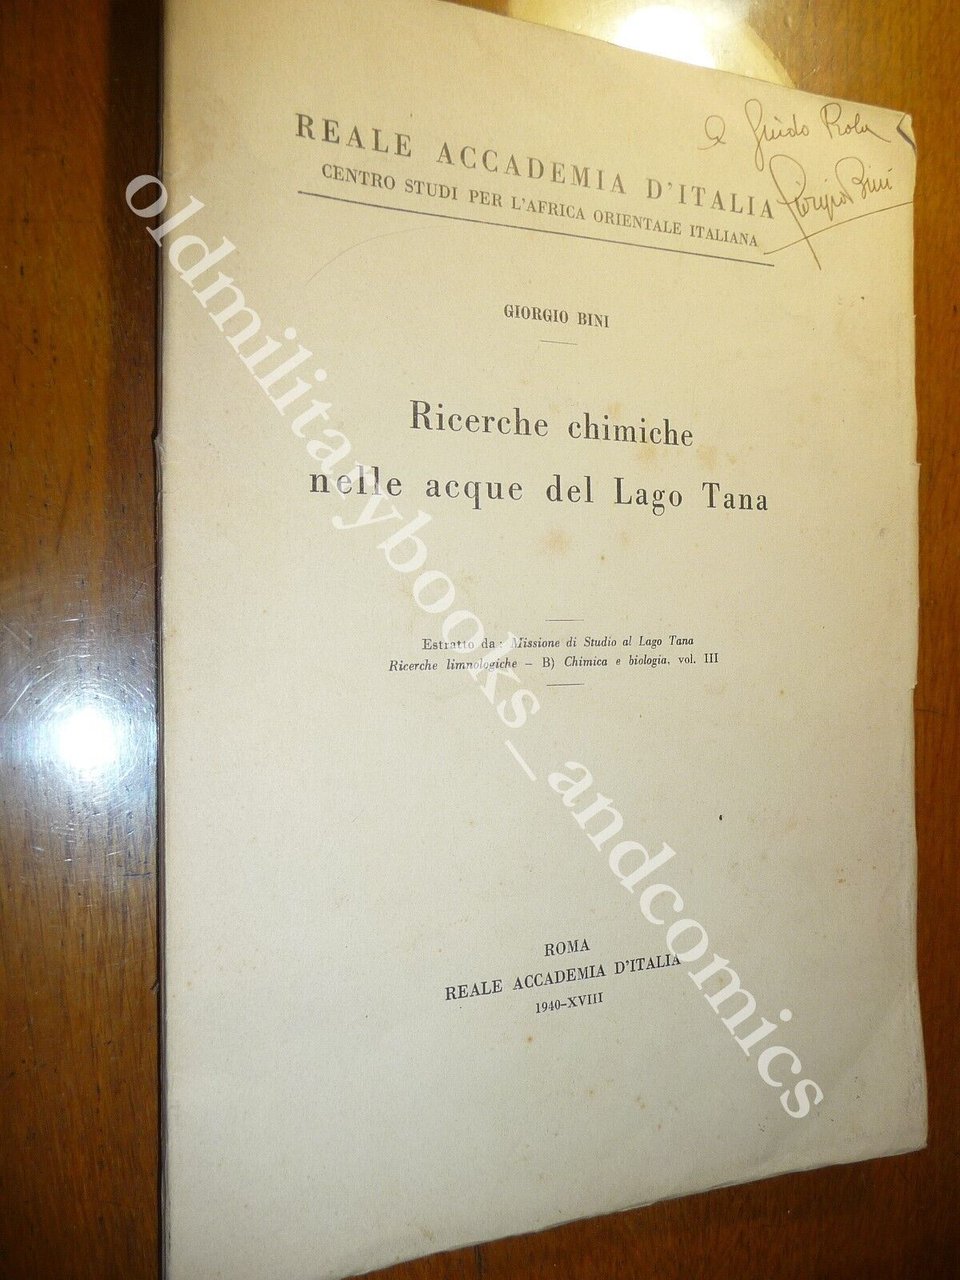 a Guido
Giorgio Bini
REALE ACCADEMIA D'ITALIA
CENTRO STUDI PER L'AFRICA ORIENTALE ITALIANA
GIORGIO BINI
Ricerche chimiche
nelle acque del Lago Tana
Estratto da: Missione di Studio al Lago Tana
Ricerche limnologiche – B) Chimica e biologia, vol. III
ROMA
REALE ACCADEMIA D'ITALIA
1940-XVIII
oldmilitarybooks_andcomics